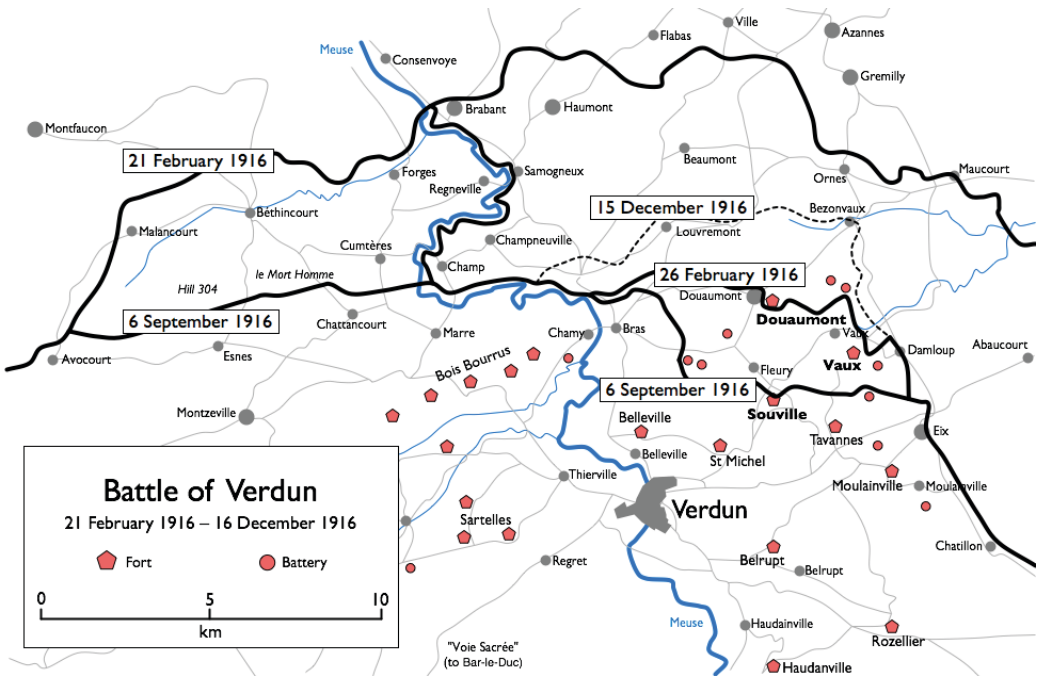 Ville
Azannes
Flabas
Meuse
Consenvoye
Gremilly
Brabant
Haumont
Montfaucon
21 February 1916
Beaumont
Maucourt
Forges
Samogneux
Ornes
Regneville
15 December 1916
Bezonvaux
Béthincourt
Malancourt
Louvremont
Cumtères
Champneuville
le Mort Homme
Champ
26 February 1916
Hill 304
Douaumont
6 September 1916
Chattancourt
Douaumont
Marre
Chamy
Bras
Vaux
Damloup
Abaucourt
Avocourt
Esnes
Bois Bourrus
Vaux
Fleury
6 September 1916
Montzeville
Belleville
Souville
Tavannes
Eix
Belleville
St Michel
Thierville
Moulainville
Moulainville
Battle of Verdun
21 February 1916 – 16 December 1916
Fort
Battery
0
5
10
km
Sartelles
Verdun
Chatillon
Regret
Belrupt
Belrupt
Meuse
Haudainville
Rozellier
"Voie Sacrée"
(to Bar-le-Duc)
Haudanville